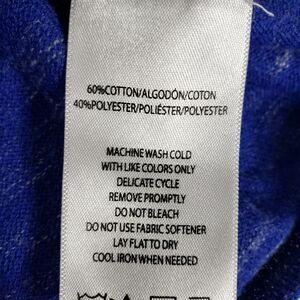 60%COTTON/ALGODÓN/COTON
40%POLYESTER/POLIÉSTER/POLYESTER
MACHINE WASH COLD
WITH LIKE COLORS ONLY
DELICATE CYCLE
REMOVE PROMPTLY
DO NOT BLEACH
DO NOT USE FABRIC SOFTENER
LAY FLAT TO DRY
COOL IRON WHEN NEEDED